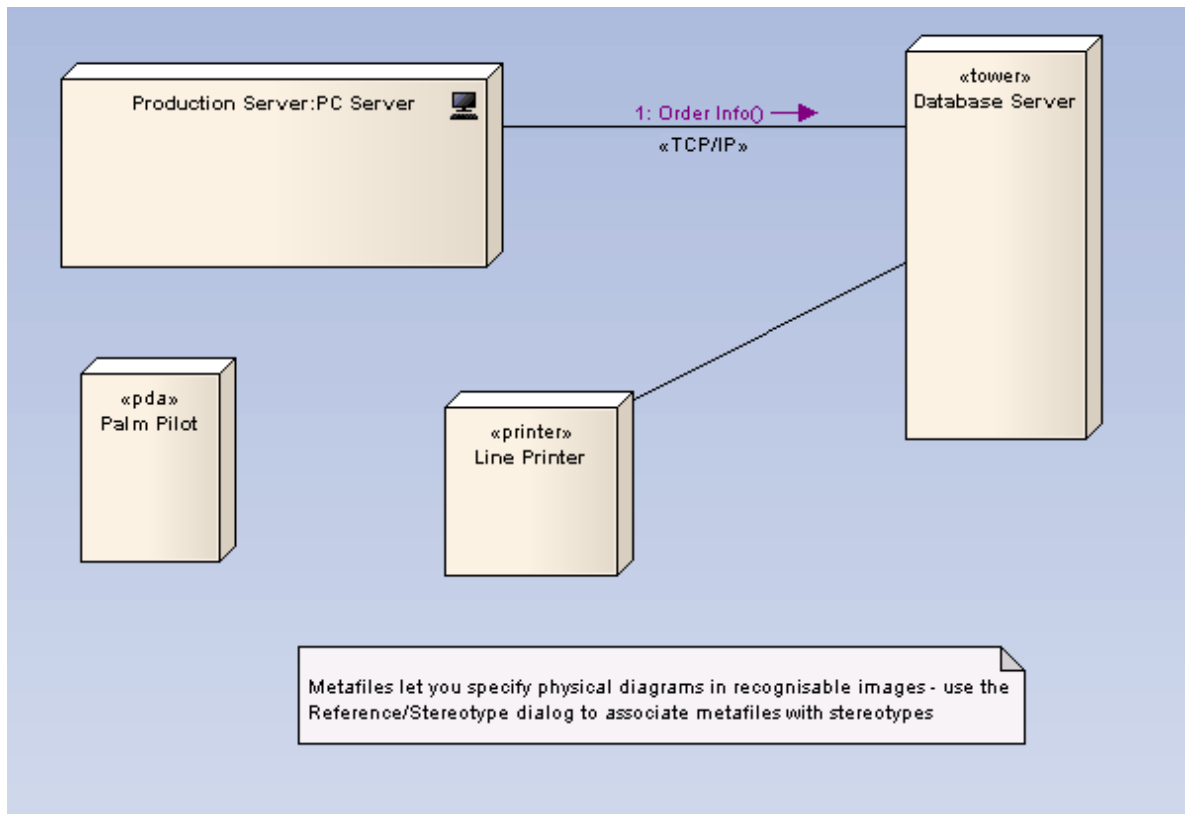 Production Server:PC Server
1: Order Info()
«TCP/IP»
«tower»
Database Server
«pda»
Palm Pilot
«printer»
Line Printer
Metafiles let you specify physical diagrams in recognisable images - use the
Reference/Stereotype dialog to associate metafiles with stereotypes